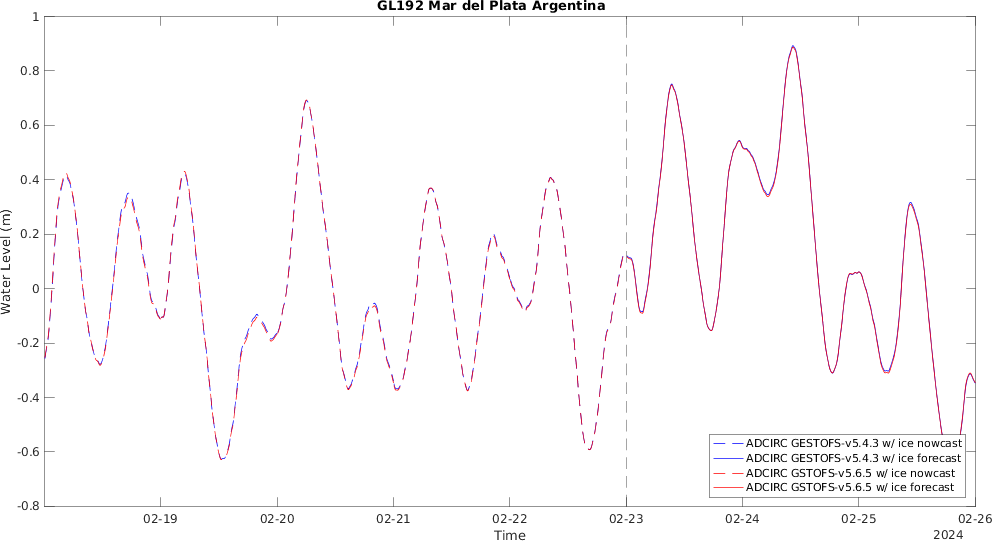 GL192 Mar del Plata Argentina
1
0.8
0.6
0.4
0.2
0
-0.2
-0.4
-0.6
-0.8
Water Level (m)
ADCIRC GESTOFS-v5.4.3 w/ ice nowcast
ADCIRC GESTOFS-v5.4.3 w/ ice forecast
ADCIRC GSTOFS-v5.6.5 w/ ice nowcast
ADCIRC GSTOFS-v5.6.5 w/ ice forecast
02-19 02-20 02-21 02-22 02-23 02-24 02-25 02-26
Time
2024